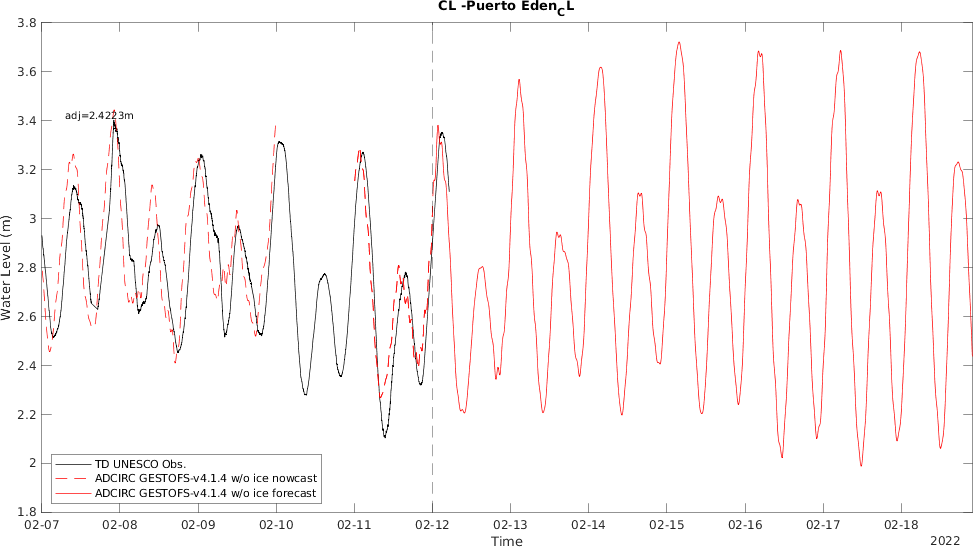 CL -Puerto Eden_CL
3.8
3.6
3.4
3.2
3
2.8
2.6
2.4
2.2
2
1.8
Water Level (m)
adj=2.4223m
TD UNESCO Obs.
ADCIRC GESTOFS-v4.1.4 w/o ice nowcast
ADCIRC GESTOFS-v4.1.4 w/o ice forecast
02-07 02-08 02-09 02-10 02-11 02-12 02-13 02-14 02-15 02-16 02-17 02-18
Time
2022